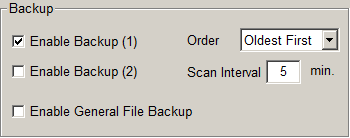 Backup
Enable Backup (1) Order Oldest First
Enable Backup (2) Scan Interval 5 min.
Enable General File Backup